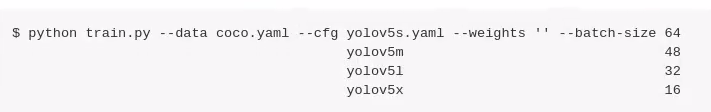 $ python train.py --data coco.yaml --cfg yolov5s.yaml --weights '' --batch-size 64
yolov5m 48
yolov5l 32
yolov5x 16